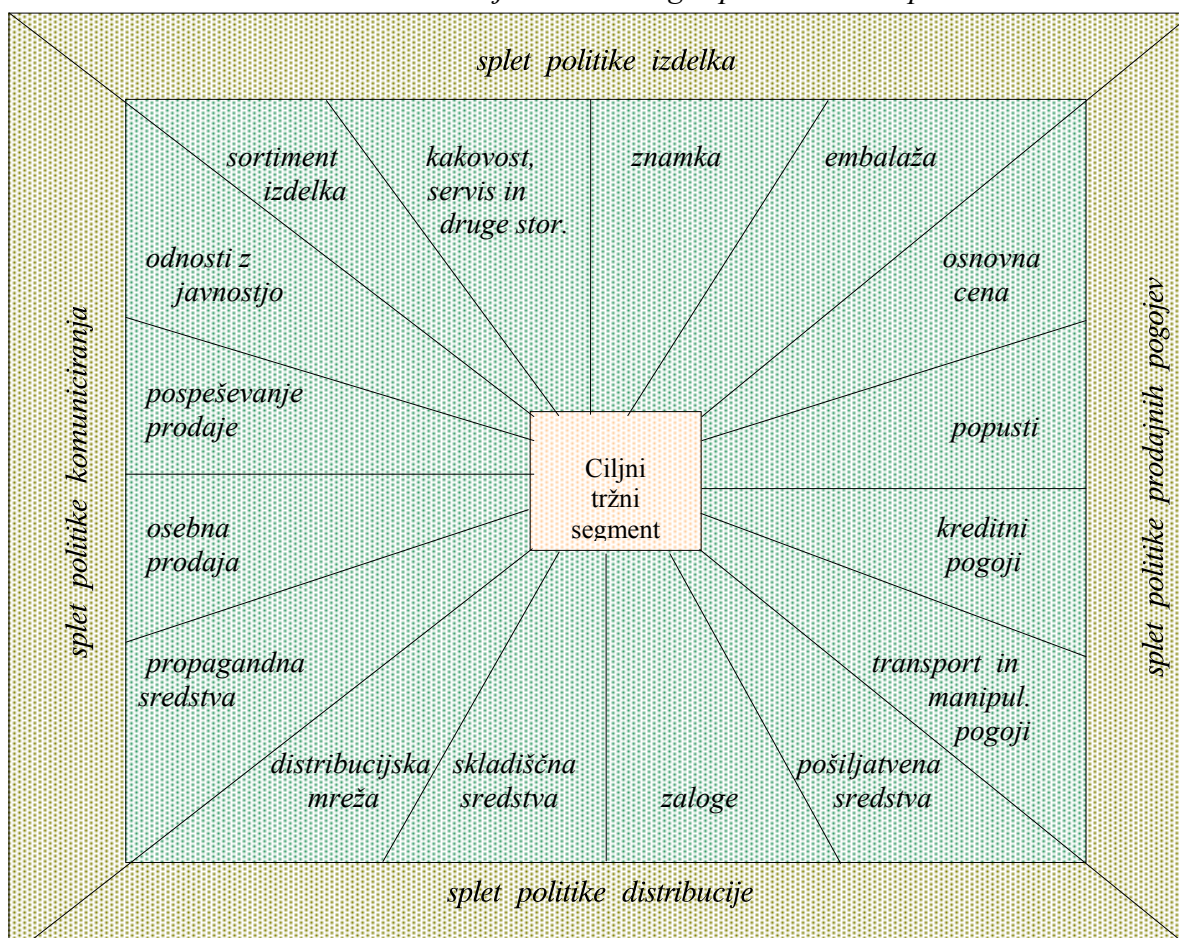 splet politike izdelka
sortiment
izdelka
kakovost,
servis in
druge stor.
znamka
embalaža
odnosti z
javnostjo
osnovna
cena
pospeševanje
prodaje
popusti
Ciljni
tržni
segment
osebna
prodaja
kreditni
pogoji
propagandna
sredstva
transport in
manipul.
pogoji
distribucijska
mreža
skladiščna
sredstva
zaloge
pošiljatvena
sredstva
splet politike komuniciranja
splet politike prodajnih pogojev
splet politike distribucije